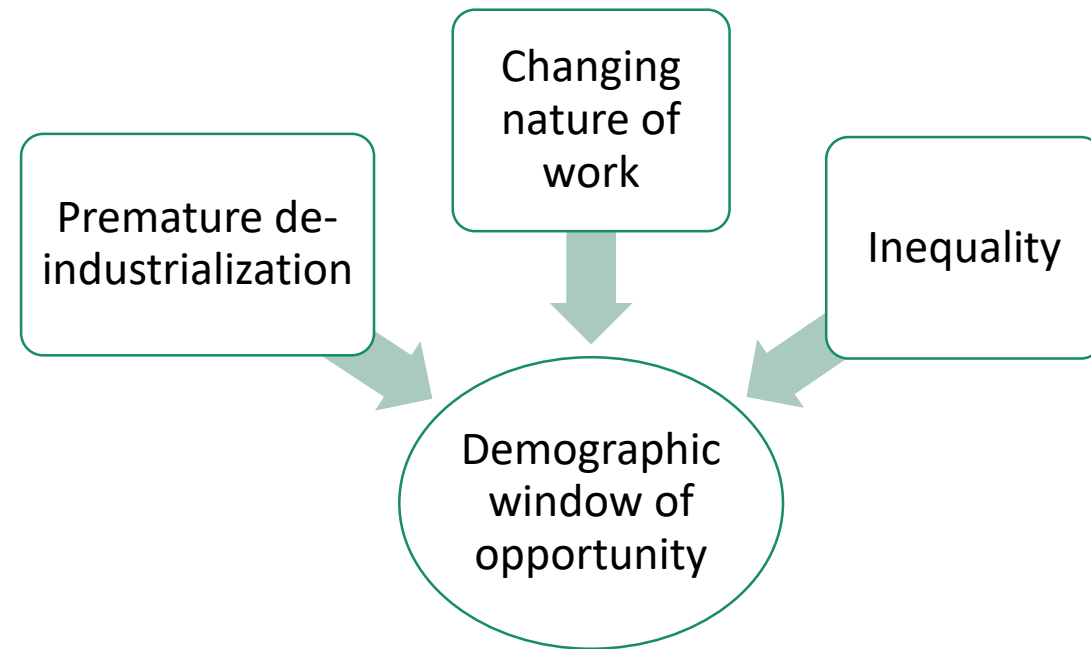 Changing
nature of
work
Premature de-
industrialization
Inequality
Demographic
window of
opportunity